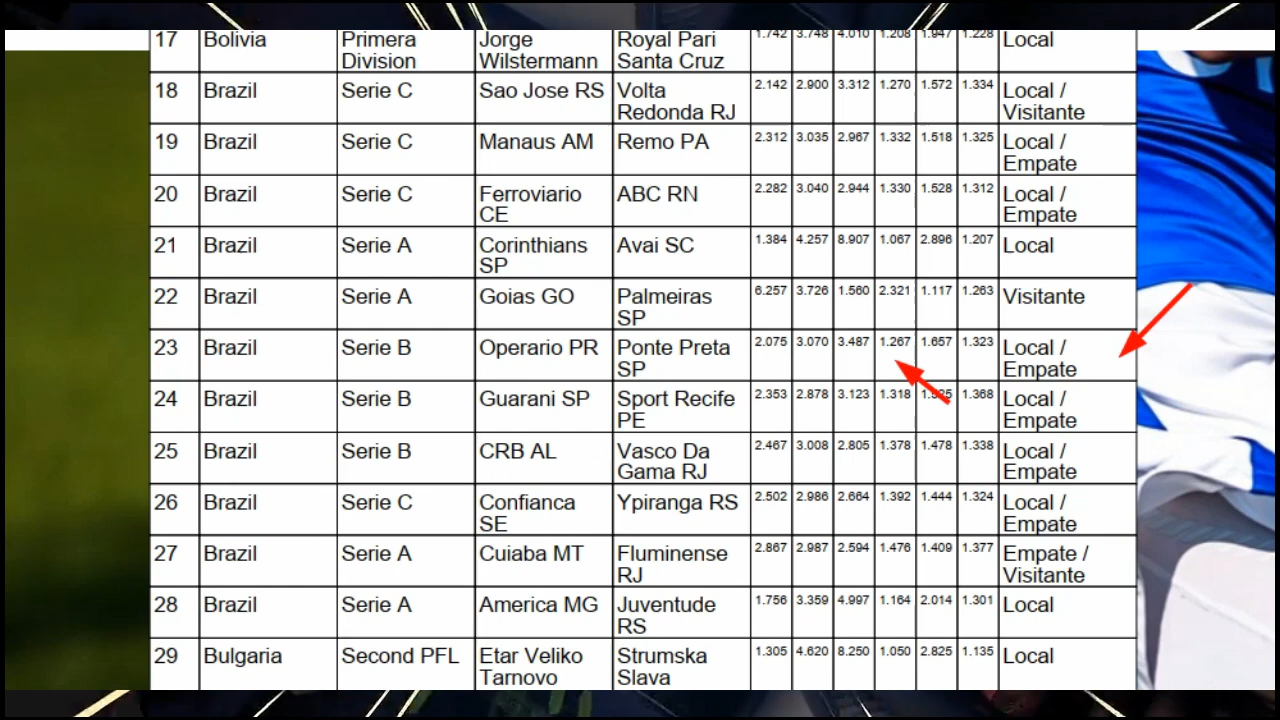 17 Bolivia Primera Jorge Royal Pari 1.742 3.748 4.010 1.208 1.947 1.228 Local
Division Wilstermann Santa Cruz
18 Brazil Serie C Sao Jose RS Volta 2.142 2.900 3.312 1.270 1.572 1.334 Local /
Redonda RJ Visitante
19 Brazil Serie C Manaus AM Remo PA 2.312 3.035 2.967 1.332 1.518 1.325 Local /
Empate
20 Brazil Serie C Ferroviario ABC RN 2.282 3.040 2.944 1.330 1.528 1.312 Local /
CE Empate
21 Brazil Serie A Corinthians Avai SC 1.384 4.257 8.907 1.067 2.896 1.207 Local
SP
22 Brazil Serie A Goias GO Palmeiras 6.257 3.726 1.560 2.321 1.117 1.263 Visitante
SP
23 Brazil Serie B Operario PR Ponte Preta 2.075 3.070 3.487 1.267 1.657 1.323 Local /
SP Empate
24 Brazil Serie B Guarani SP Sport Recife 2.353 2.878 3.123 1.318 1.368 Local /
PE Empate
25 Brazil Serie B CRB AL Vasco Da 2.467 3.008 2.805 1.378 1.478 1.338 Local /
Gama RJ Empate
26 Brazil Serie C Confianca Ypiranga RS 2.502 2.986 2.664 1.392 1.444 1.324 Local /
SE Empate
27 Brazil Serie A Cuiaba MT Fluminense 2.867 2.987 2.594 1.476 1.409 1.377 Empate /
RJ Visitante
28 Brazil Serie A America MG Juventude 1.756 3.359 4.997 1.164 2.014 1.301 Local
RS
29 Bulgaria Second PFL Etar Veliko Strumska 1.305 4.620 8.250 1.050 2.825 1.135 Local
Tarnovo Slava